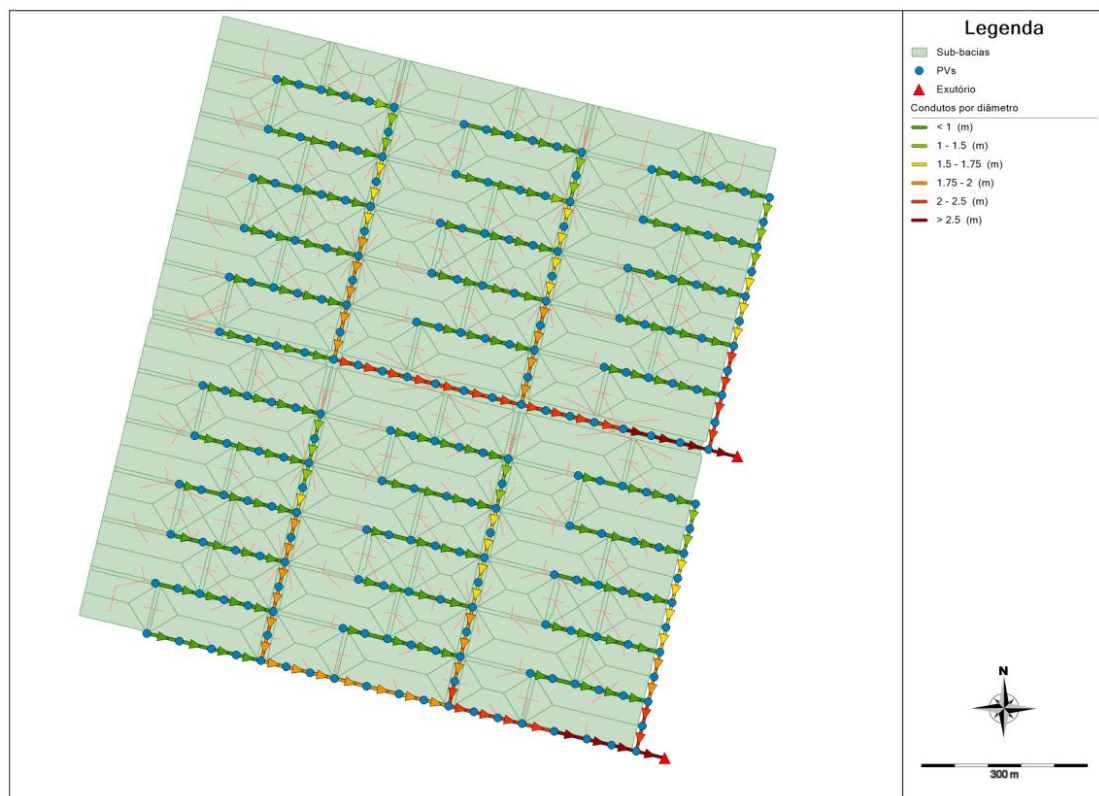 Legenda
Sub-bacias
PVs
Exutório
Condutos por diâmetro
< 1 (m)
1 - 1.5 (m)
1.5 - 1.75 (m)
1.75 - 2 (m)
2 - 2.5 (m)
> 2.5 (m)
N
300 m